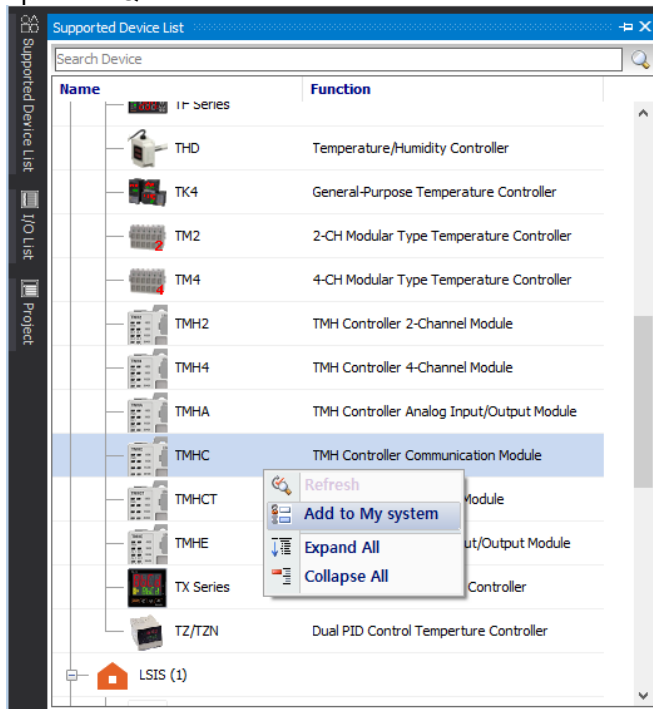 Supported Device List
Search Device
Name Function
TF Series
THD Temperature/Humidity Controller
TK4 General-Purpose Temperature Controller
TM2 2-CH Modular Type Temperature Controller
TM4 4-CH Modular Type Temperature Controller
TMH2 TMH Controller 2-Channel Module
TMH4 TMH Controller 4-Channel Module
TMHA TMH Controller Analog Input/Output Module
TMHC TMH Controller Communication Module
Refresh
TMHCT Module
Add to My system
TMHE ut/Output Module
Expand All
Collapse All
TX Series Controller
TZ/TZN Dual PID Control Temperture Controller
LSIS (1)
Supported Device List
I/O List
Project